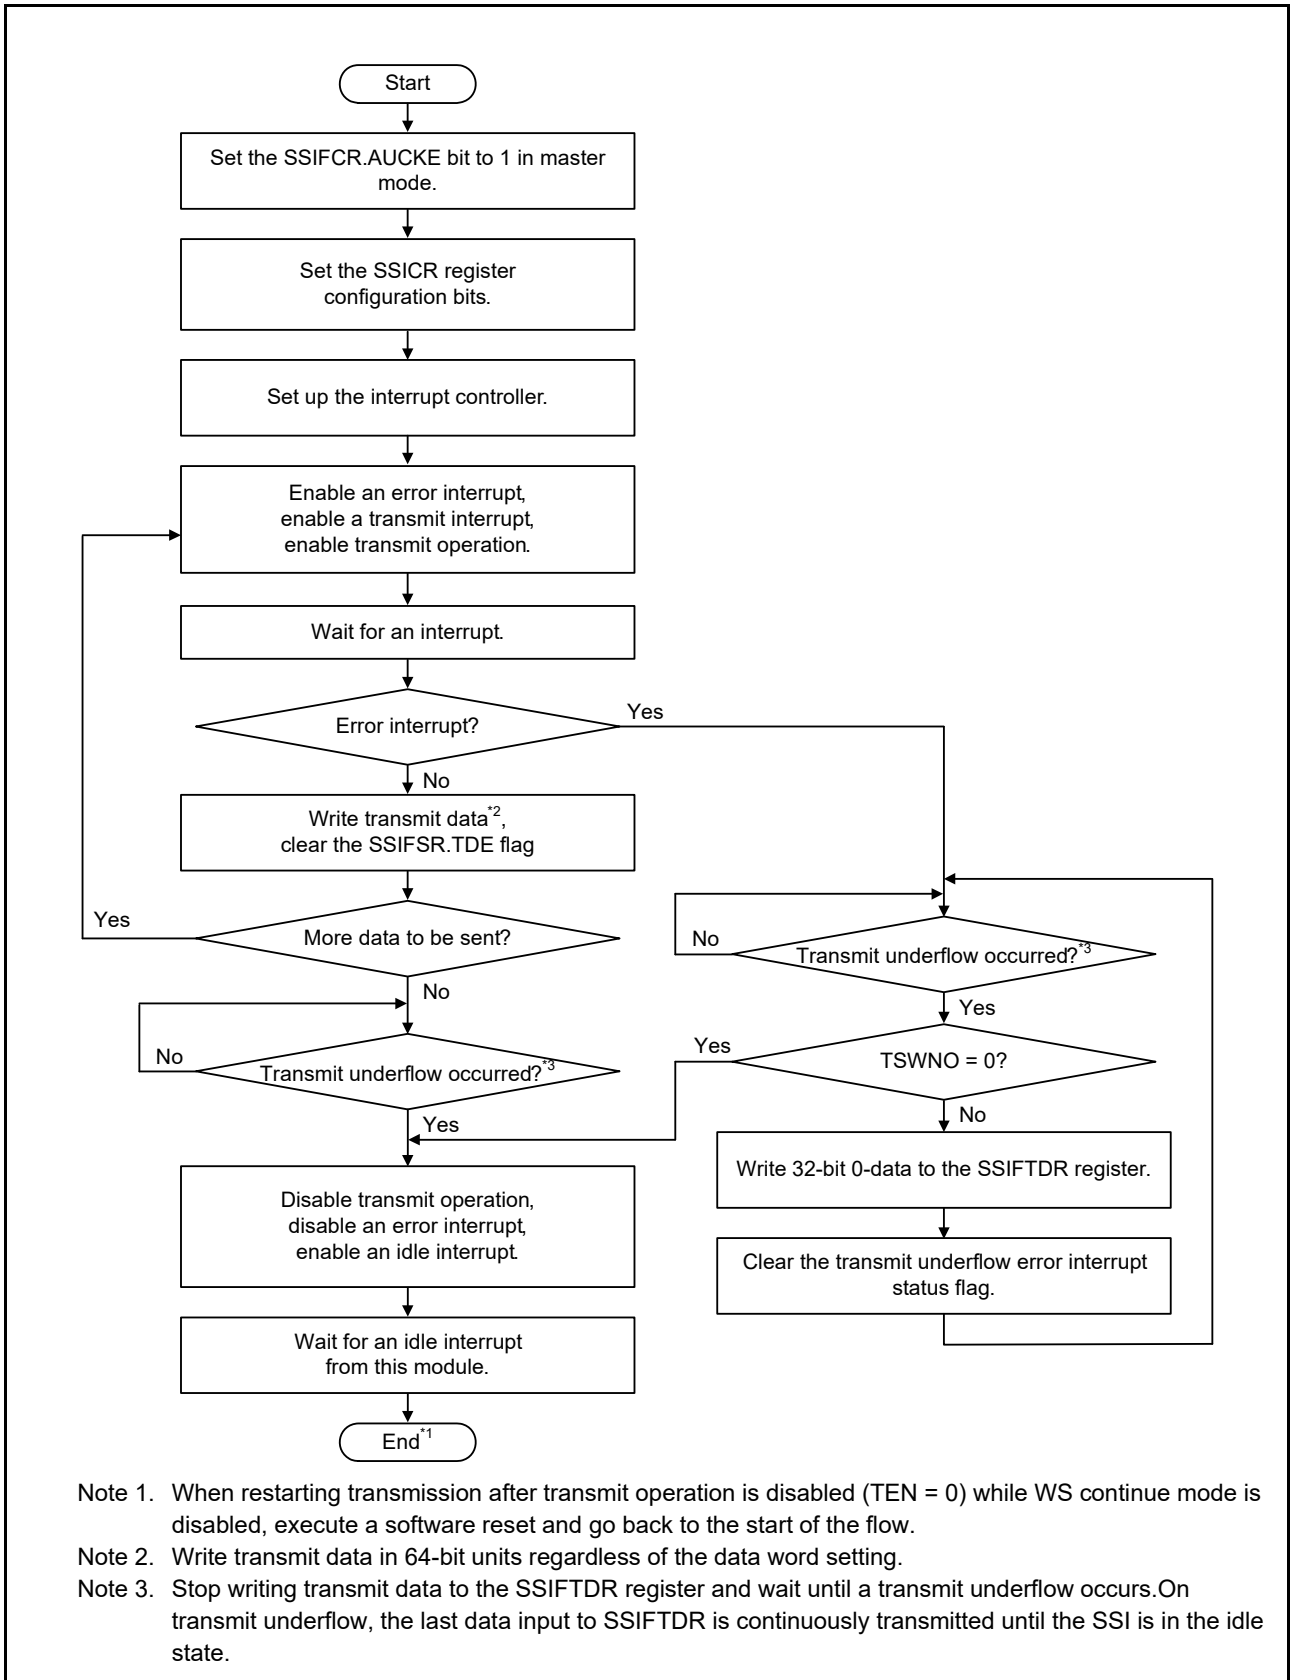 Start
Set the SSIFCR.AUCKE bit to 1 in master
mode.
Set the SSICR register
configuration bits.
Set up the interrupt controller.
Enable an error interrupt,
enable a transmit interrupt,
enable transmit operation.
Wait for an interrupt.
Error interrupt?
Yes
No
Write transmit data*2,
clear the SSIFSR.TDE flag
More data to be sent?
Yes
No
Transmit underflow occurred?*3
No
Yes
Transmit underflow occurred?*3
No
Yes
TSWNO = 0?
Yes
No
Write 32-bit 0-data to the SSIFTDR register.
Clear the transmit underflow error interrupt
status flag.
Disable transmit operation,
disable an error interrupt,
enable an idle interrupt.
Wait for an idle interrupt
from this module.
End*1
Note 1. When restarting transmission after transmit operation is disabled (TEN = 0) while WS continue mode is
disabled, execute a software reset and go back to the start of the flow.
Note 2. Write transmit data in 64-bit units regardless of the data word setting.
Note 3. Stop writing transmit data to the SSIFTDR register and wait until a transmit underflow occurs.On
transmit underflow, the last data input to SSIFTDR is continuously transmitted until the SSI is in the idle
state.